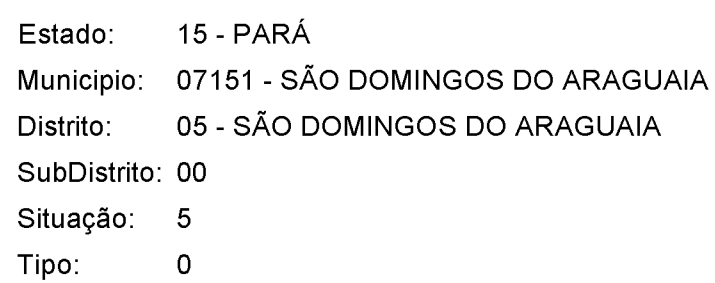 Estado: 15 - PARÁ
Municipio: 07151 - SÃO DOMINGOS DO ARAGUAIA
Distrito: 05 - SÃO DOMINGOS DO ARAGUAIA
SubDistrito: 00
Situação: 5
Tipo: 0